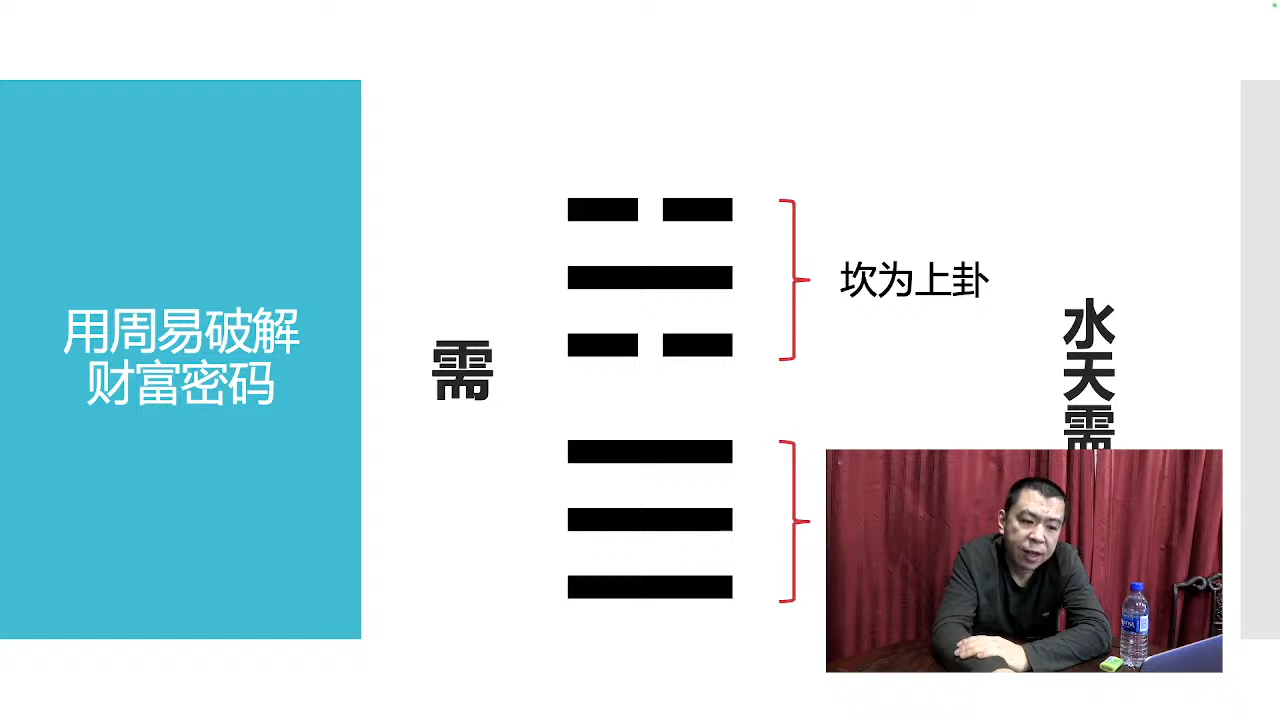 用周易破解
财富密码
需
坎为上卦
水天需